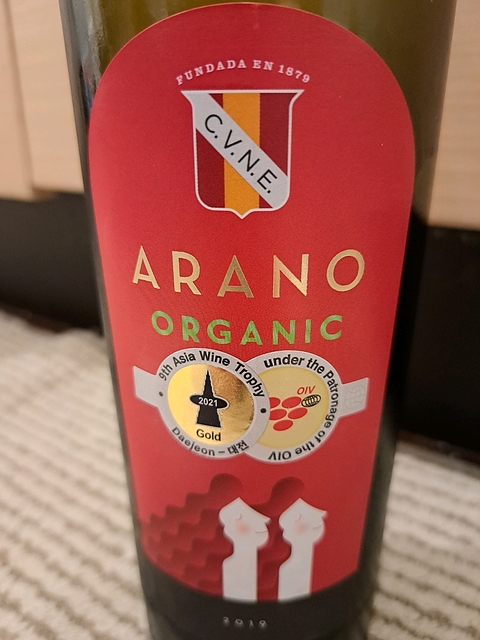 FUNDADA EN 1879
C.V.N.E.
ARANO
ORGANIC
9th Asia Wine Trophy
2021
Gold
Daejeon – 대전
under the Patronage of the OIV
OIV